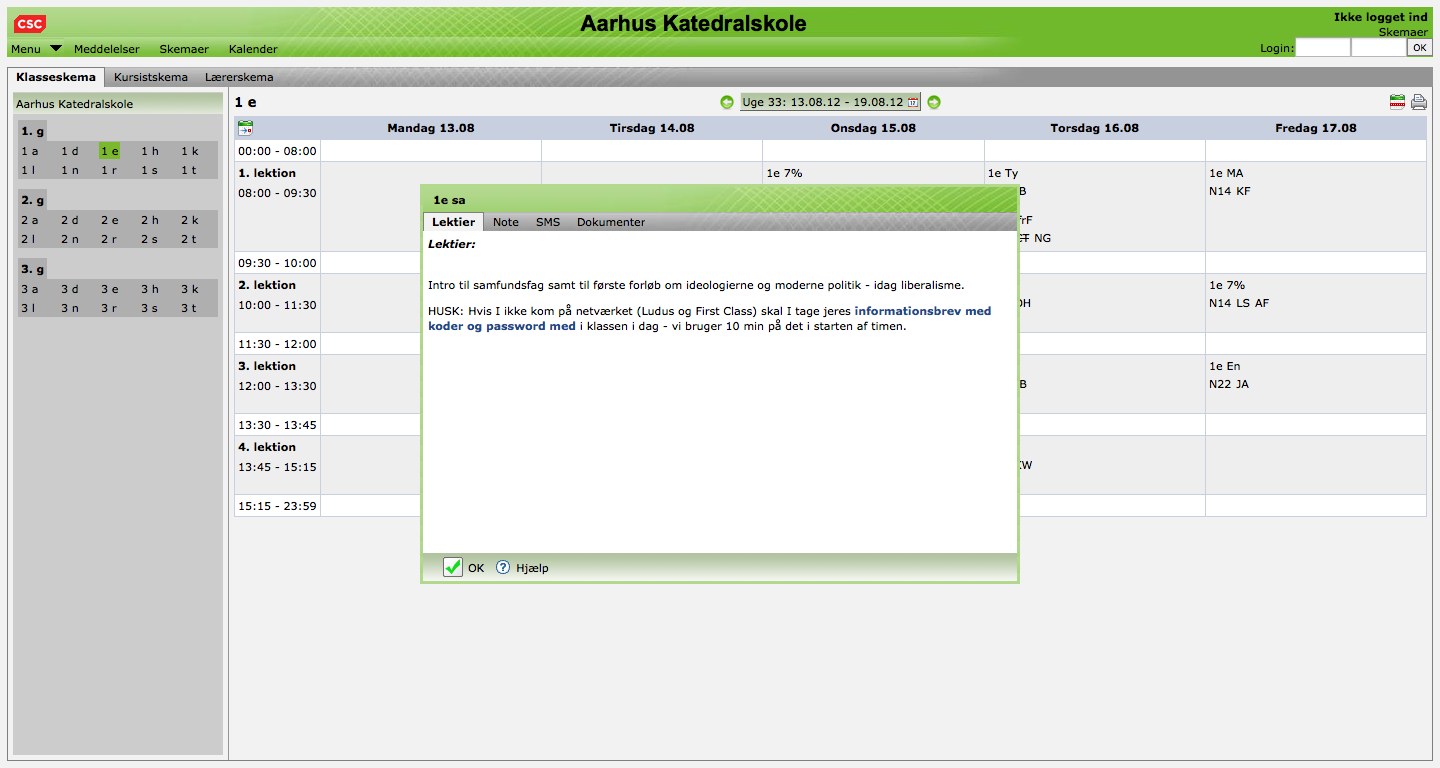 CSC
Aarhus Katedralskole
Ikke logget ind
Skemaer
Menu Meddelelser Skemaer Kalender
Login: OK
Klasseskema Kursistskema Lærerskema
Aarhus Katedralskole
1. g
1 a 1 d 1 e 1 h 1 k
1 l 1 n 1 r 1 s 1 t
2. g
2 a 2 d 2 e 2 h 2 k
2 l 2 n 2 r 2 s 2 t
3. g
3 a 3 d 3 e 3 h 3 k
3 l 3 n 3 r 3 s 3 t
1 e
Uge 33: 13.08.12 - 19.08.12
Mandag 13.08 Tirsdag 14.08 Onsdag 15.08 Torsdag 16.08 Fredag 17.08
00:00 - 08:00
1. lektion 1e 7% 1e Ty 1e MA
08:00 - 09:30 B N14 KF
frF
NG
09:30 - 10:00
2. lektion 1e 7%
10:00 - 11:30 N14 LS AF
11:30 - 12:00
3. lektion 1e En
12:00 - 13:30 B N22 JA
13:30 - 13:45
4. lektion
13:45 - 15:15
15:15 - 23:59
1e sa
Lektier Note SMS Dokumenter
Lektier:
Intro til samfundsfag samt til første forløb om ideologierne og moderne politik - idag liberalisme.
HUSK: Hvis I ikke kom på netværket (Ludus og First Class) skal I tage jeres informationsbrev med
koder og password med i klassen i dag - vi bruger 10 min på det i starten af timen.
OK Hjælp